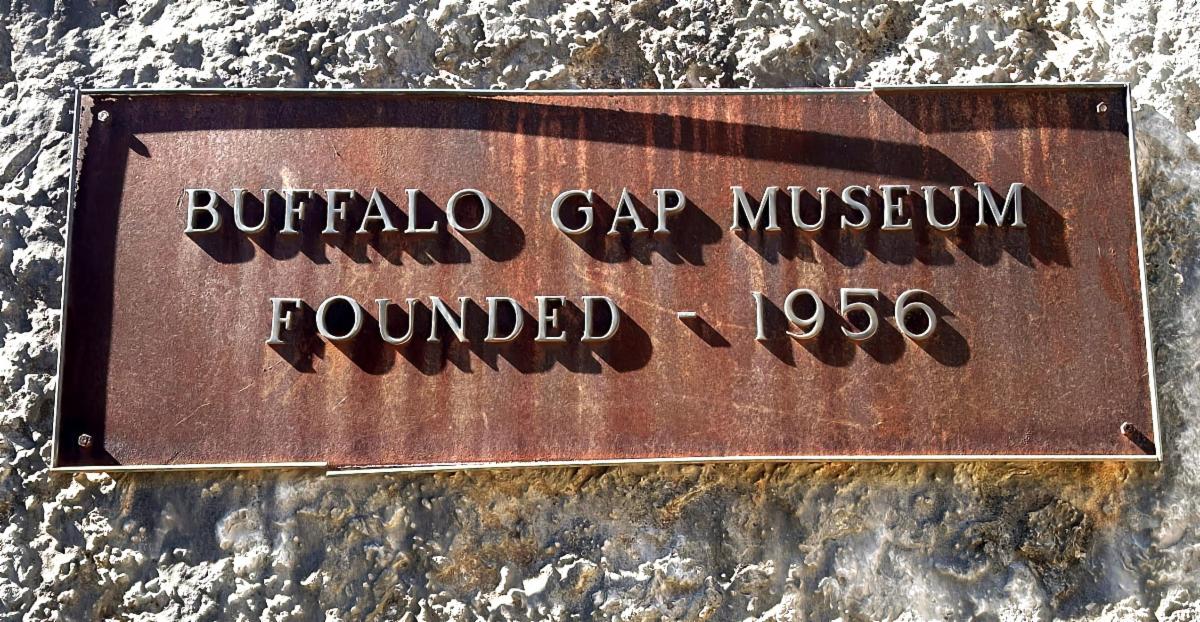 BUFFALO GAP MUSEUM
FOUNDED - 1956